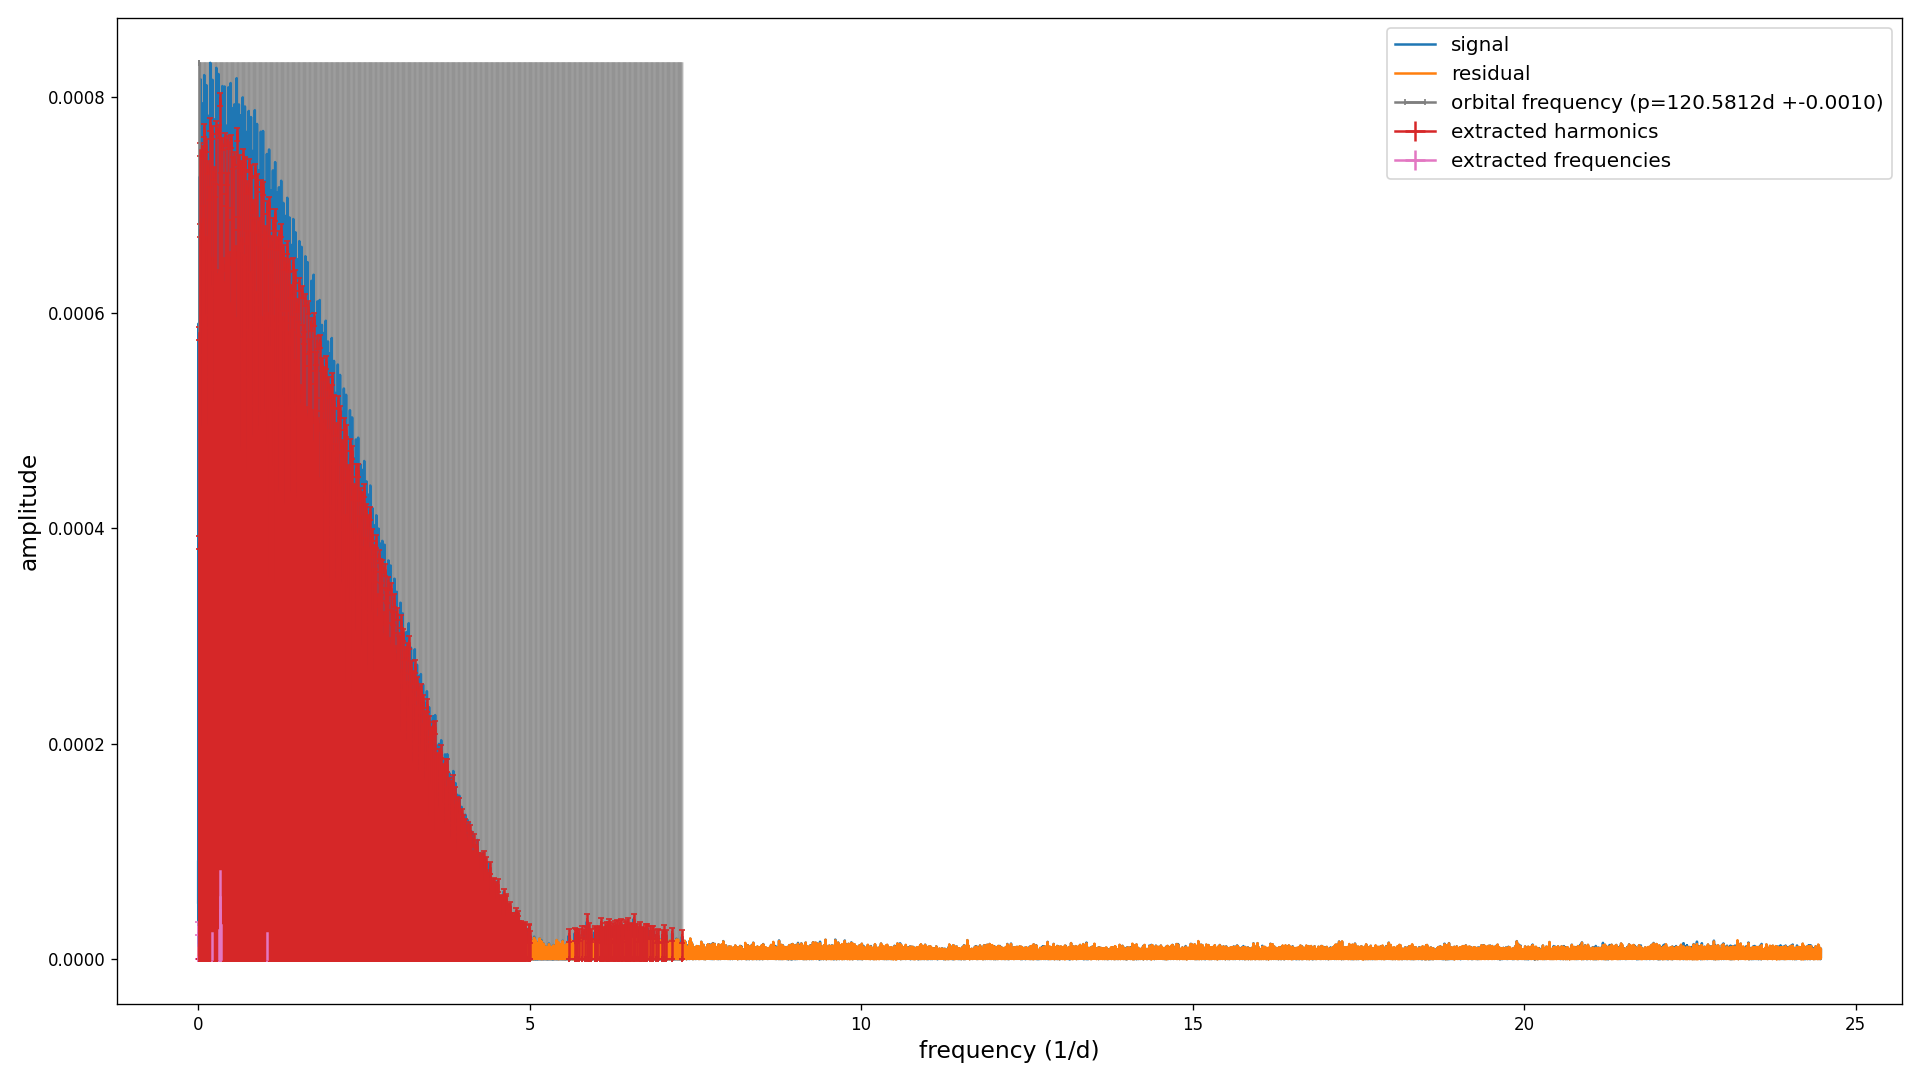 signal
residual
orbital frequency (p=120.5812d +-0.0010)
extracted harmonics
extracted frequencies
0.0008
0.0006
0.0004
0.0002
0.0000
amplitude
0
5
10
15
20
25
frequency (1/d)